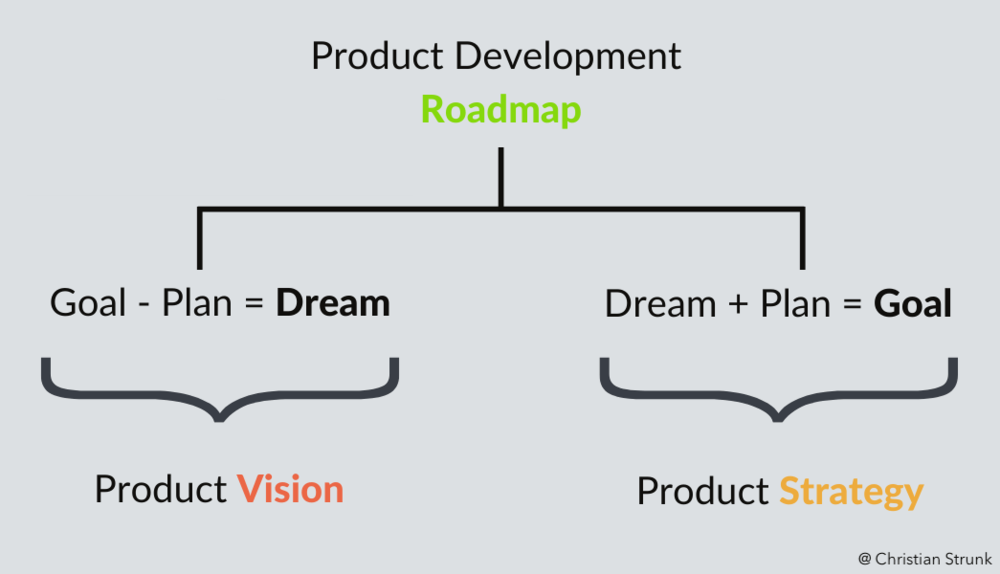 Product Development
Roadmap
Goal - Plan = Dream
Dream + Plan = Goal
Product Vision
Product Strategy
@ Christian Strunk